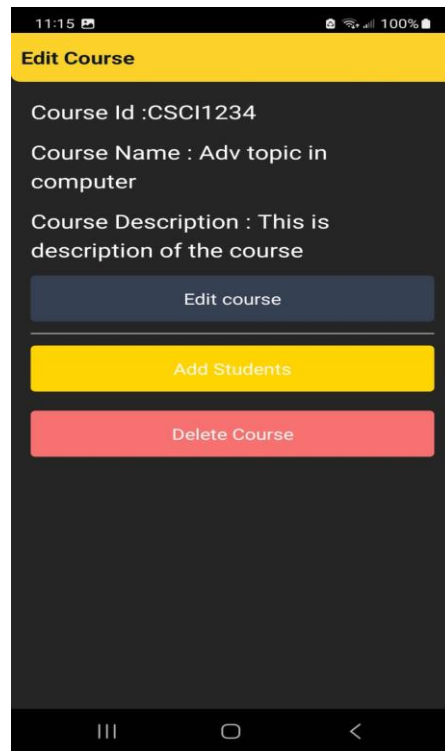 11:15 100%
Edit Course
Course Id :CSCI1234
Course Name : Adv topic in
computer
Course Description : This is
description of the course
Edit course
Add Students
Delete Course